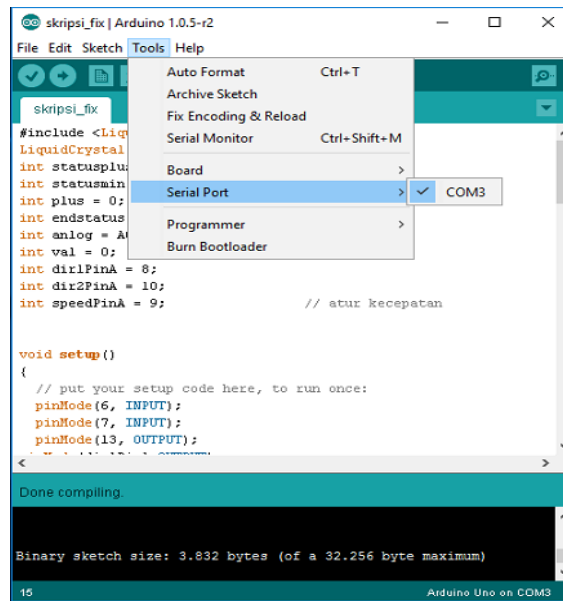 skripsi_fix | Arduino 1.0.5-r2
File Edit Sketch Tools Help
Auto Format Ctrl+T
Archive Sketch
Fix Encoding & Reload
Serial Monitor Ctrl+Shift+M
Board
Serial Port
COM3
Programmer
Burn Bootloader
skripsi_fix
#include <Liq
LiquidCrystal
int statusplu
int statusmin
int plus = 0;
int endstatus
int anlog = A
int val = 0;
int dir1PinA = 8;
int dir2PinA = 10;
int speedPinA = 9; // atur kecepatan
void setup()
{
// put your setup code here, to run once:
pinMode(6, INPUT);
pinMode(7, INPUT);
pinMode(13, OUTPUT);
Done compiling.
Binary sketch size: 3.832 bytes (of a 32.256 byte maximum)
15
Arduino Uno on COM3